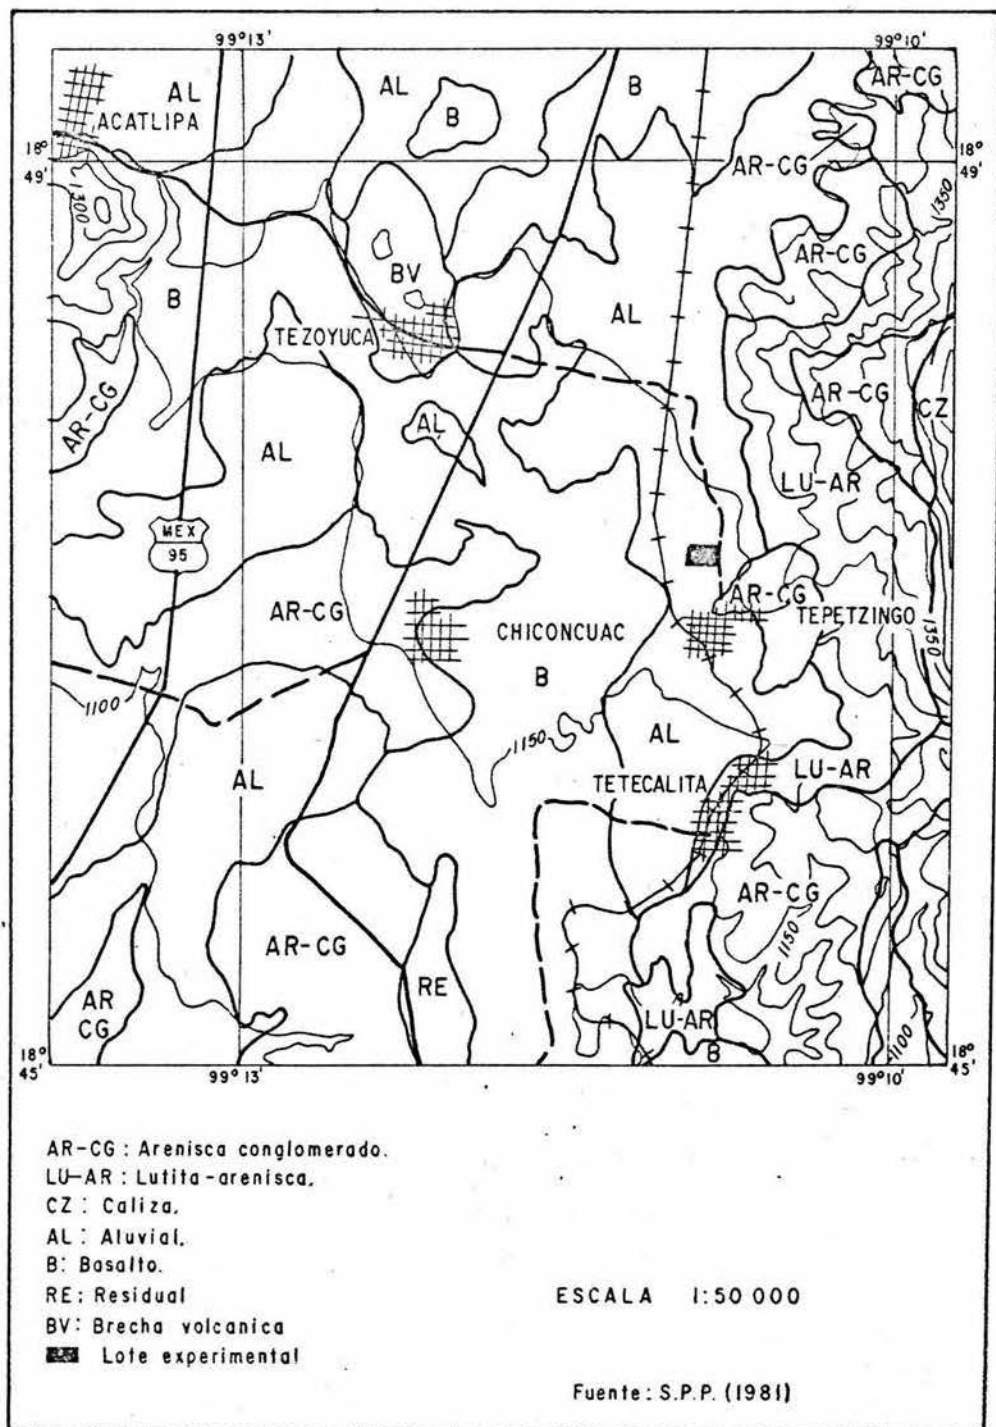 99°13'
99°10'
AL
ACATLIPA
AL
B
B
AR-CG
18°
49'
18°
49'
AR-CG
1300
1350
AR-CG
B
BV
AL
TEZOYUCA
AR-CG
AR-CG
CZ
AL
AL
LU-AR
MEX
95
AR-CG
AR-CG
CHICONCUAC
TEPETZINGO
1350
B
1100
1150
AL
AL
TETECALITA
LU-AR
AR-CG
1150
AR-CG
RE
AR
CG
LU-AR
B
1100
18°
45'
18°
45'
99°13'
99°10'
AR-CG : Arenisca conglomerado.
LU-AR : Lutita-arenisca.
CZ : Caliza.
AL : Aluvial.
B: Basalto.
RE: Residual
BV: Brecha volcanica
Lote experimental
ESCALA 1:50 000
Fuente: S.P.P. (1981)